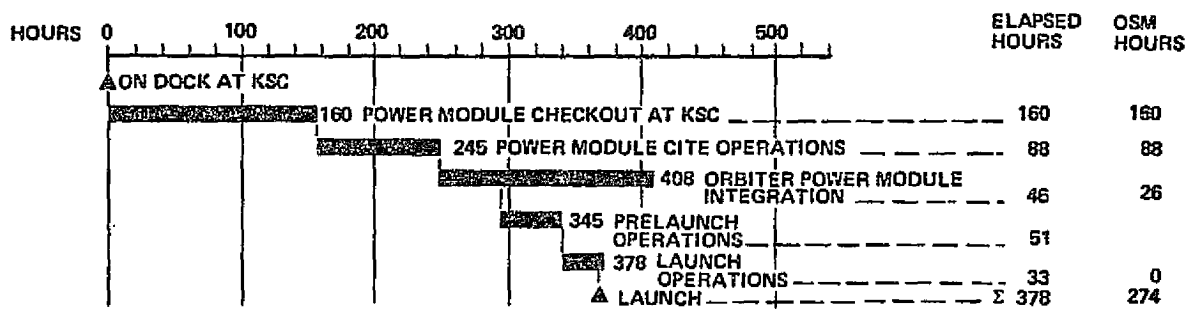 HOURS 0 100 200 300 400 500 ELAPSED HOURS OSM HOURS
ON DOCK AT KSC
160 POWER MODULE CHECKOUT AT KSC 160 160
245 POWER MODULE CITE OPERATIONS 88 88
408 ORBITER POWER MODULE
INTEGRATION 46 26
345 PRELAUNCH
OPERATIONS 51
378 LAUNCH
OPERATIONS 33 0
LAUNCH Σ 378 274